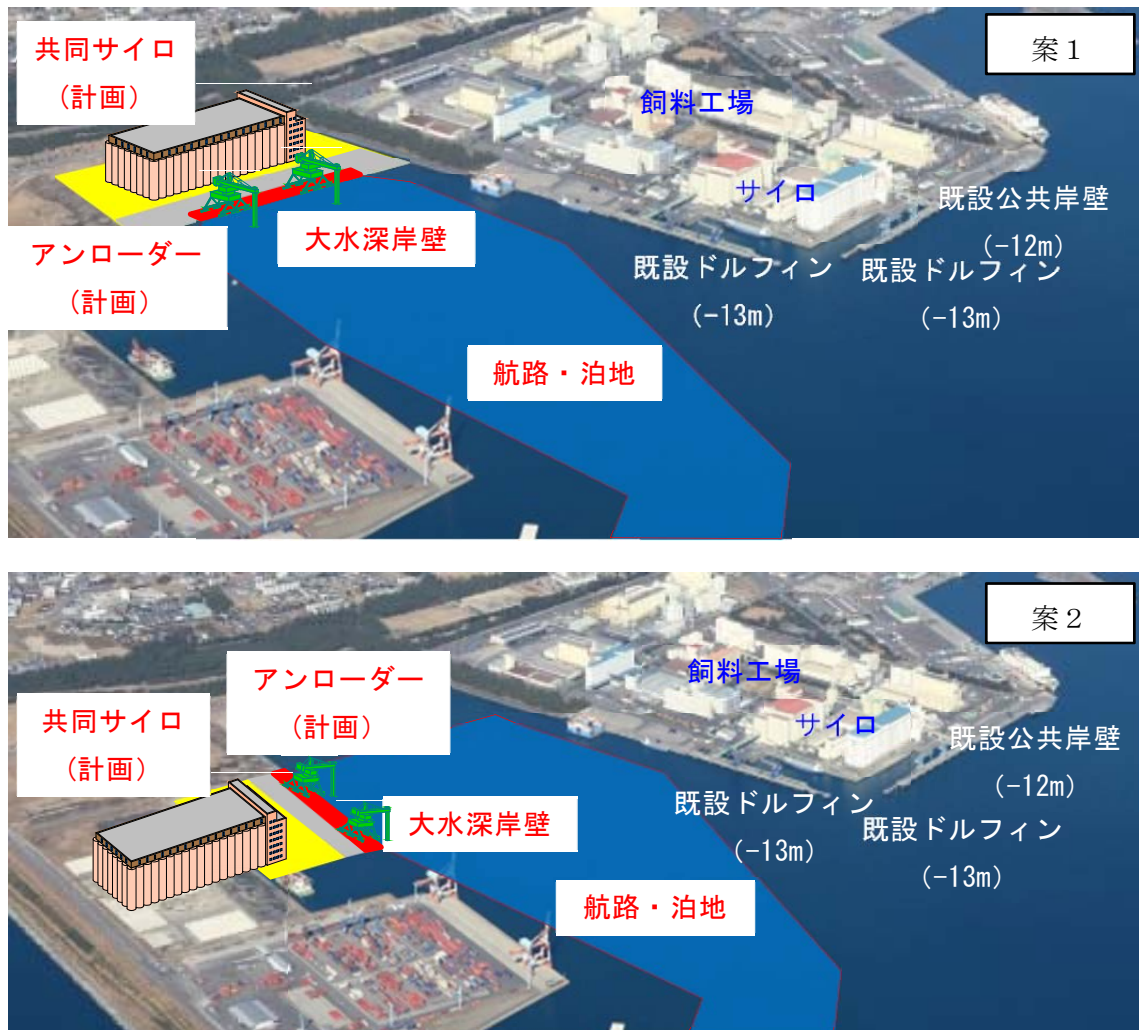 案１
共同サイロ
(計画)
飼料工場
サイロ
既設公共岸壁
(-12m)
アンローダー
(計画)
大水深岸壁
既設ドルフィン
(-13m)
既設ドルフィン
(-13m)
航路・泊地
案２
アンローダー
(計画)
共同サイロ
(計画)
飼料工場
サイロ
既設公共岸壁
(-12m)
大水深岸壁
既設ドルフィン
(-13m)
既設ドルフィン
(-13m)
航路・泊地